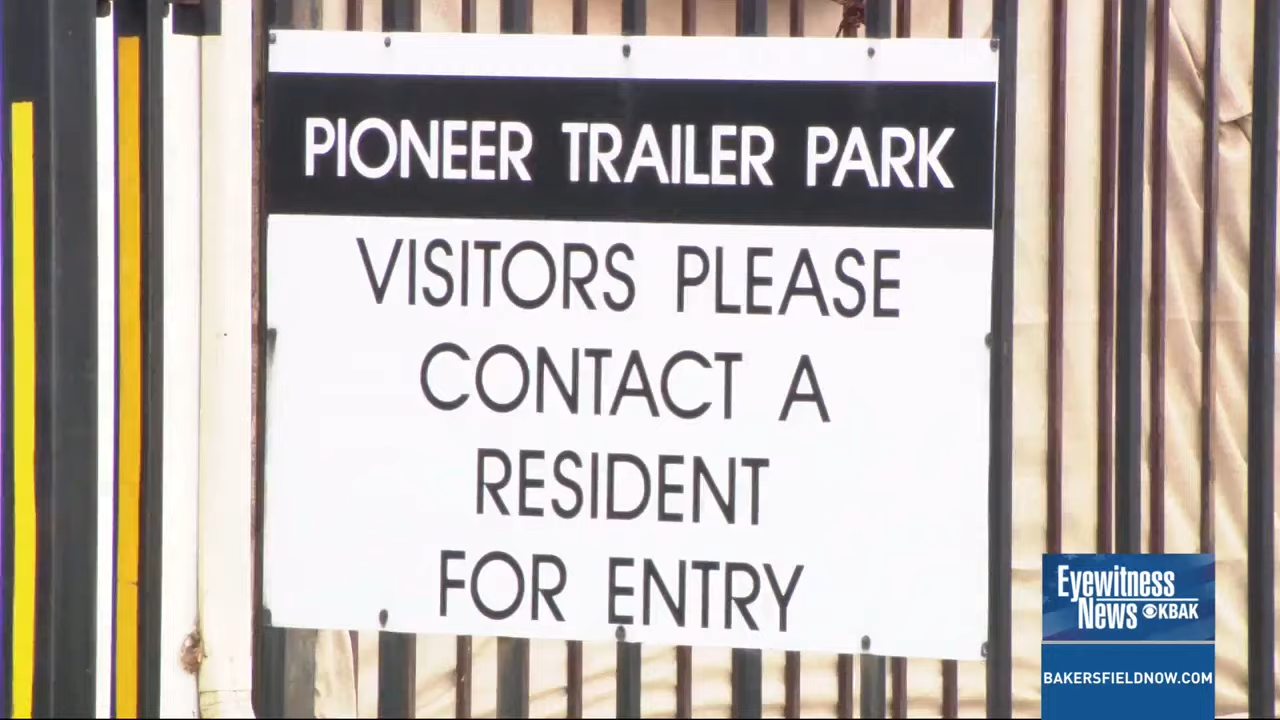 PIONEER TRAILER PARK
VISITORS PLEASE
CONTACT A
RESIDENT
FOR ENTRY
EYEWITNESS
NEWS KBAK
BAKERSFIELDNOW.COM